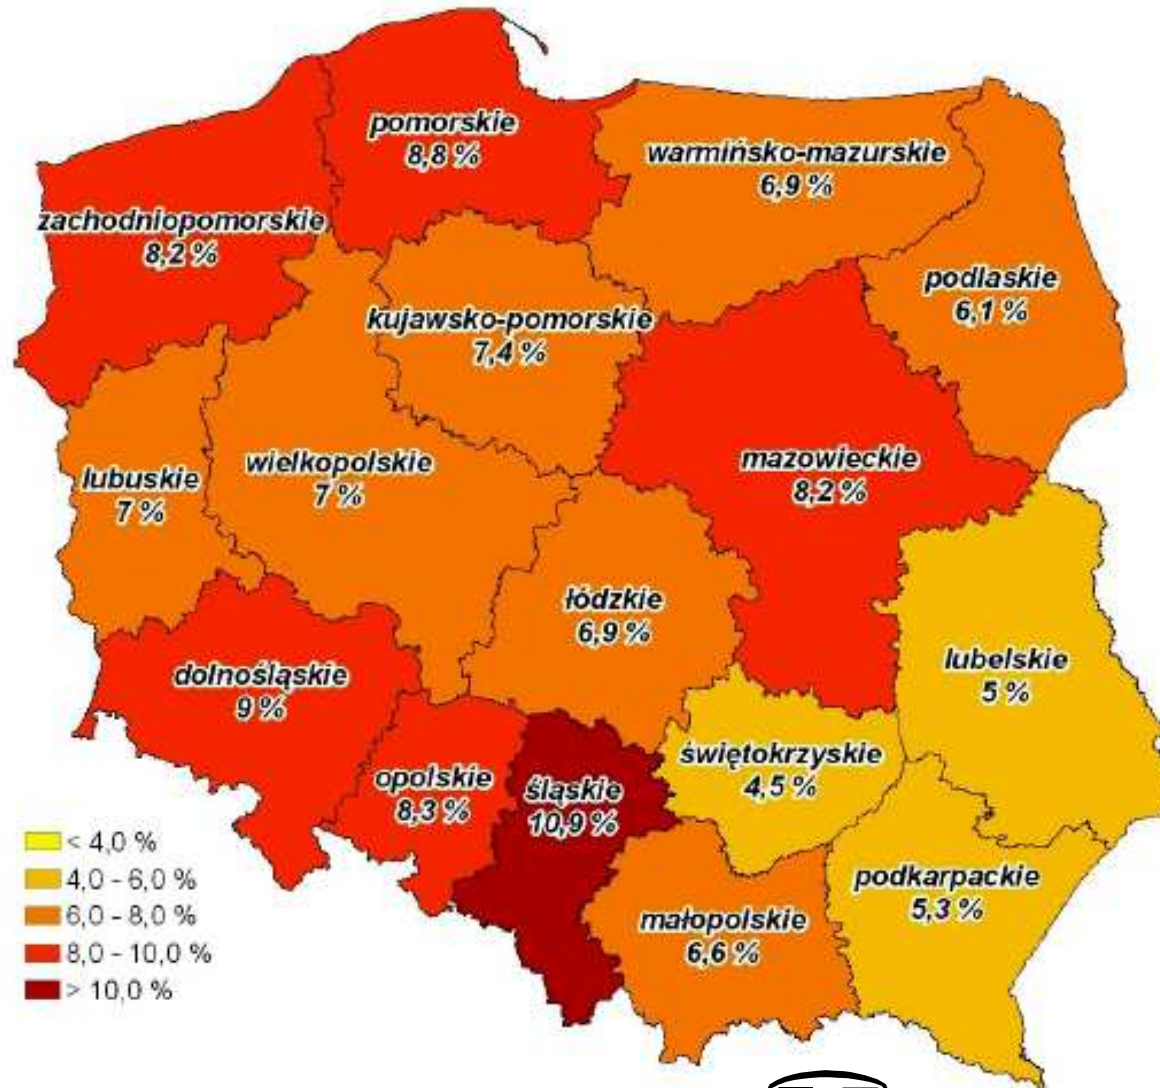 pomorskie
8,8 %
warmińsko-mazurskie
6,9 %
zachodniopomorskie
8,2 %
podlaskie
6,1 %
kujawsko-pomorskie
7,4 %
mazowieckie
8,2 %
wielkopolskie
7 %
lubuskie
7 %
łódzkie
6,9 %
lubelskie
5 %
dolnośląskie
9 %
świętokrzyskie
4,5 %
opolskie
8,3 %
śląskie
10,9 %
podkarpackie
5,3 %
małopolskie
6,6 %
< 4,0 %
4,0 - 6,0 %
6,0 - 8,0 %
8,0 - 10,0 %
> 10,0 %